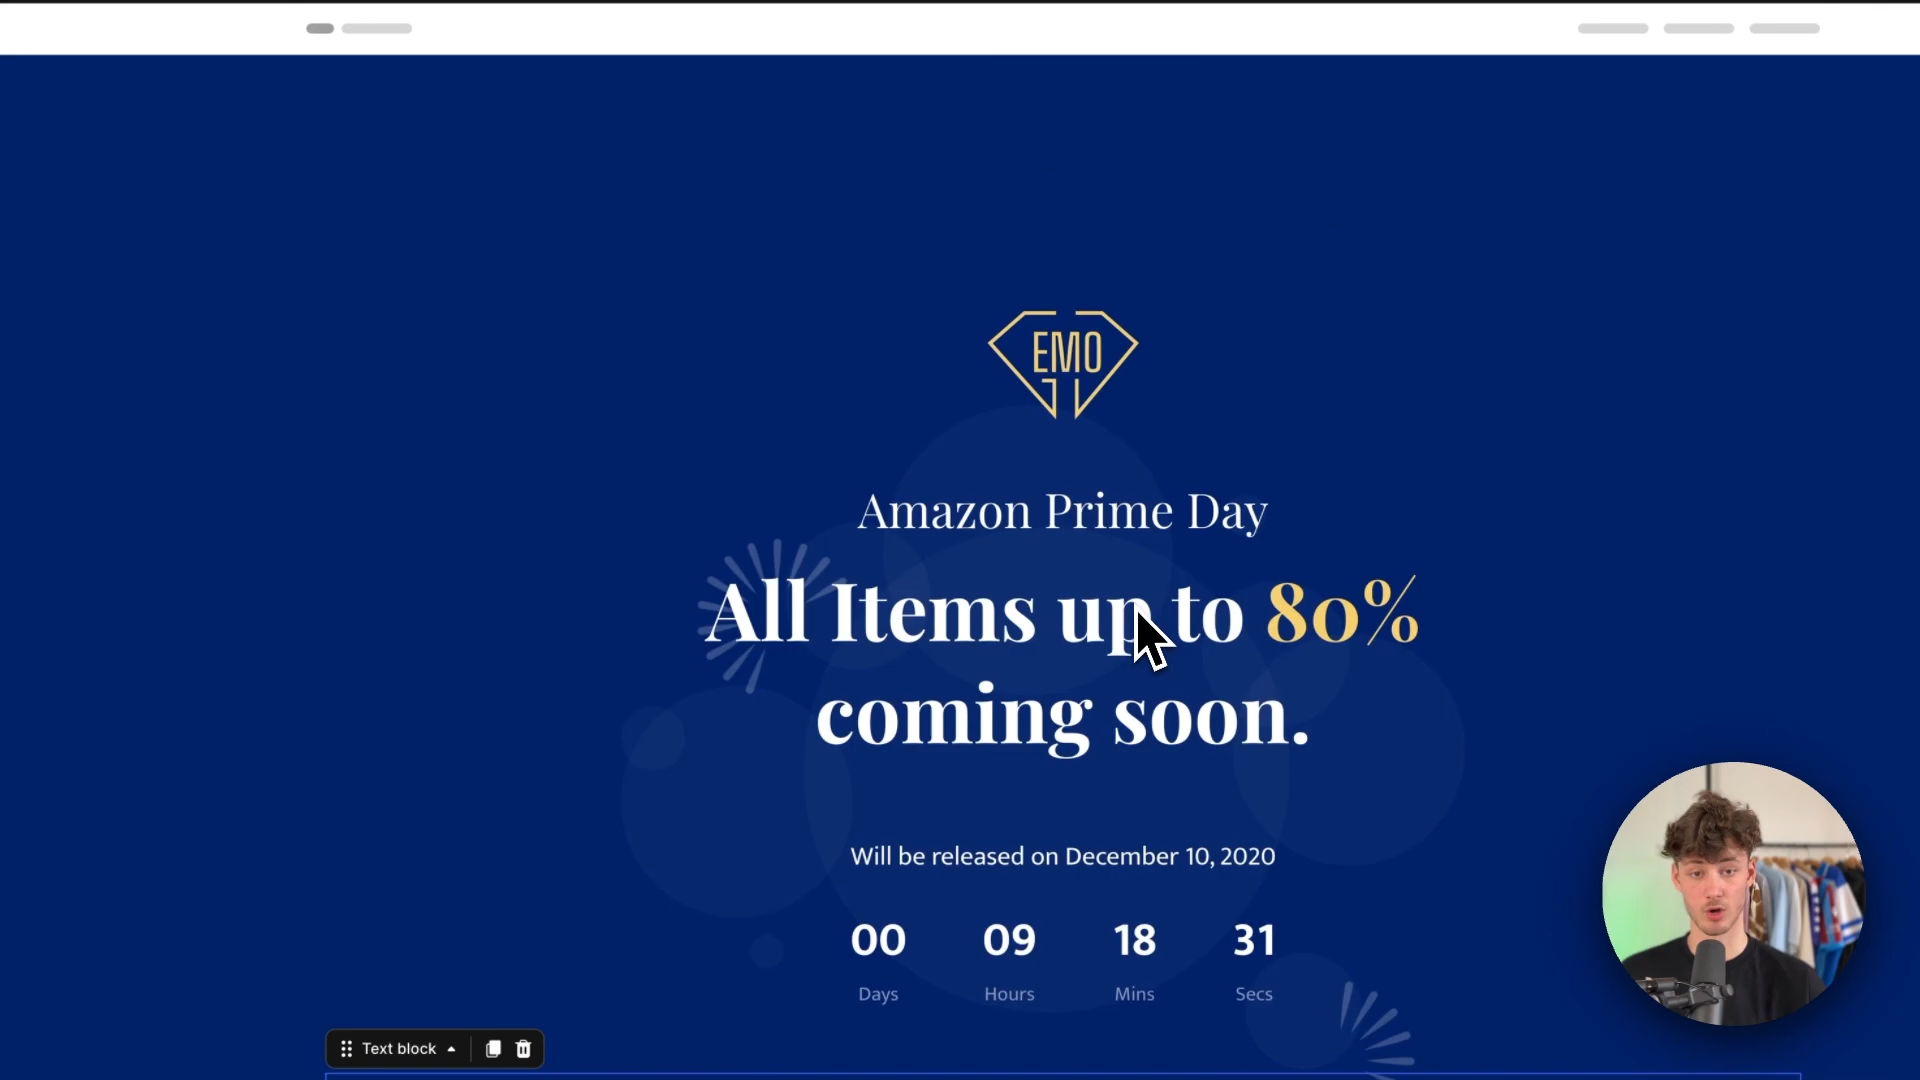 EMO
Amazon Prime Day
All Items up to 80%
coming soon.
Will be released on December 10, 2020
00 09 18 31
Days Hours Mins Secs
Text block